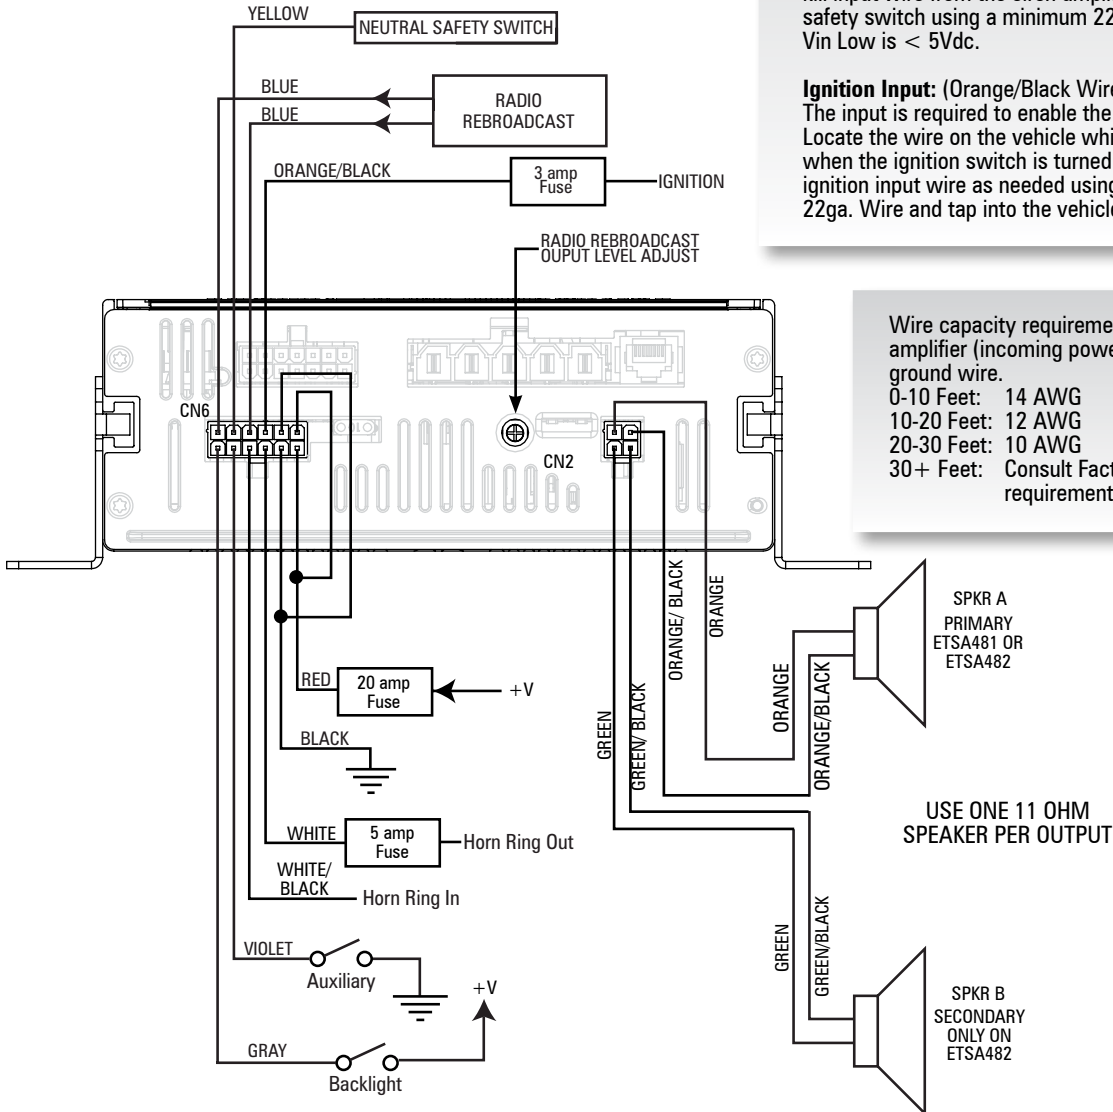 YELLOW
NEUTRAL SAFETY SWITCH
BLUE
BLUE
RADIO
REBROADCAST
ORANGE/BLACK
3 amp
Fuse
IGNITION
RADIO REBROADCAST
OUPUT LEVEL ADJUST
safety switch using a minimum 22
Vin Low is < 5Vdc.
Ignition Input: (Orange/Black Wire
The input is required to enable the
Locate the wire on the vehicle whi
when the ignition switch is turned
ignition input wire as needed using
22ga. Wire and tap into the vehicle
Wire capacity requireme
amplifier (incoming powe
ground wire.
0-10 Feet: 14 AWG
10-20 Feet: 12 AWG
20-30 Feet: 10 AWG
30+ Feet: Consult Fact
requirement
CN6
CN2
RED
20 amp
Fuse
+V
BLACK
WHITE
5 amp
Fuse
Horn Ring Out
WHITE/
BLACK
Horn Ring In
VIOLET
Auxiliary
+V
GRAY
Backlight
GREEN
GREEN/ BLACK
ORANGE/ BLACK
ORANGE
ORANGE
ORANGE/BLACK
SPKR A
PRIMARY
ETSA481 OR
ETSA482
USE ONE 11 OHM
SPEAKER PER OUTPUT
GREEN
GREEN/BLACK
SPKR B
SECONDARY
ONLY ON
ETSA482